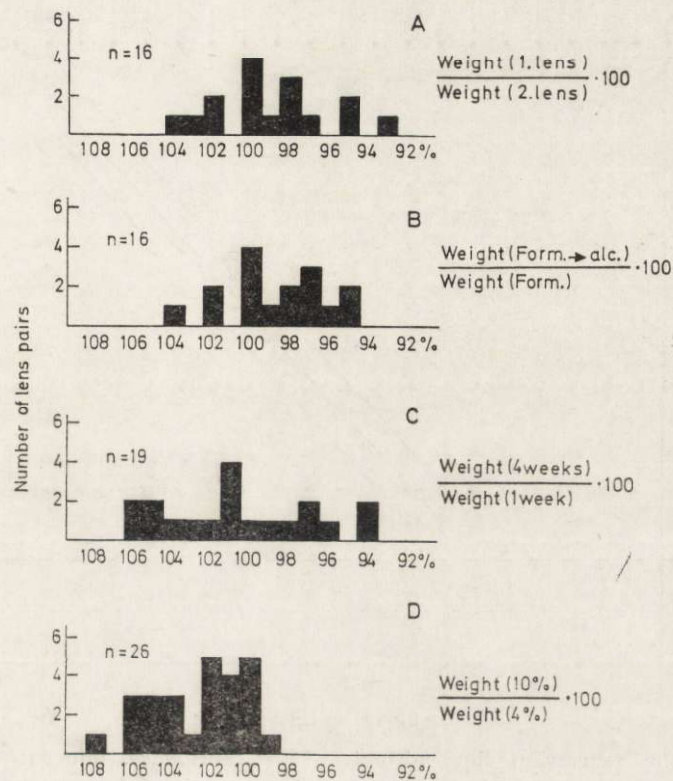 Number of lens pairs
A
6
4
2
n=16
Weight (1.lens)
Weight (2.lens)
·100
108 106 104 102 100 98 96 94 92%
B
6
4
2
n=16
Weight (Form.→ alc.)
Weight (Form.)
·100
108 106 104 102 100 98 96 94 92%
C
6
4
2
n=19
Weight (4weeks)
Weight (1week)
·100
108 106 104 102 100 98 96 94 92%
D
6
4
2
n=26
Weight (10%)
Weight (4%)
·100
108 106 104 102 100 98 96 94 92%